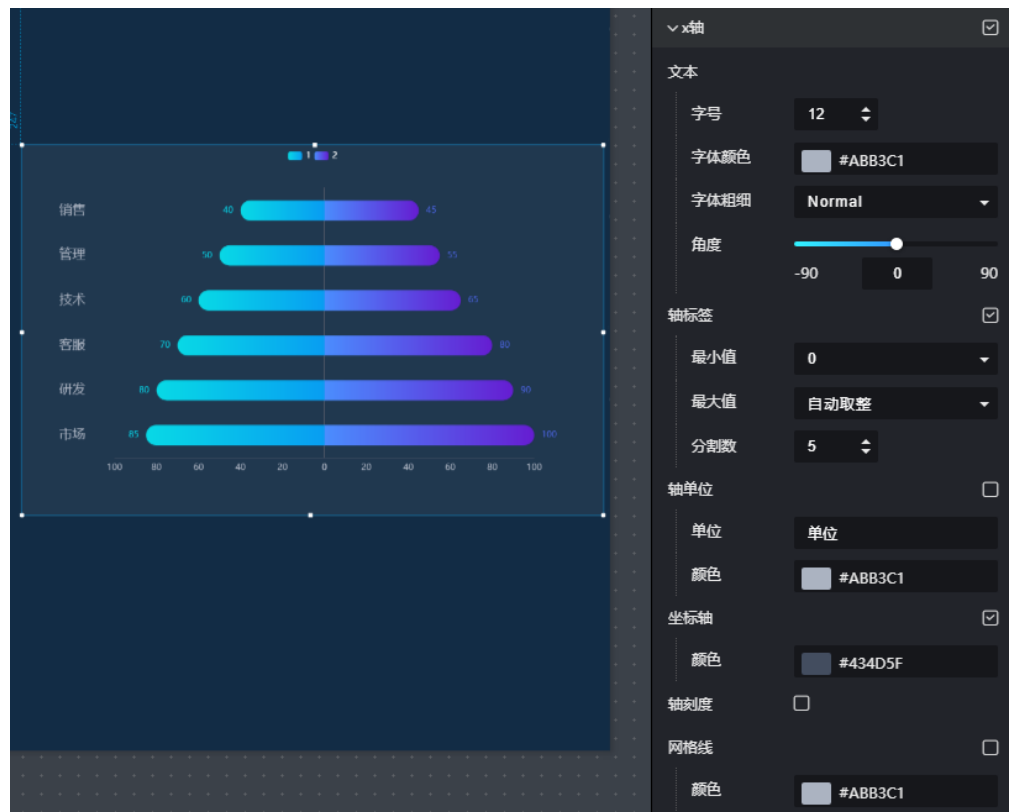 247
1 2
销售 40 45
管理 50 55
技术 60 65
客服 70 80
研发 80 90
市场 85 100
100 80 60 40 20 0 20 40 60 80 100
x轴
文本
字号 12
字体颜色 #ABB3C1
字体粗细 Normal
角度
-90 0 90
轴标签
最小值 0
最大值 自动取整
分割数 5
轴单位
单位 单位
颜色 #ABB3C1
坐标轴
颜色 #434D5F
轴刻度
网格线
颜色 #ABB3C1